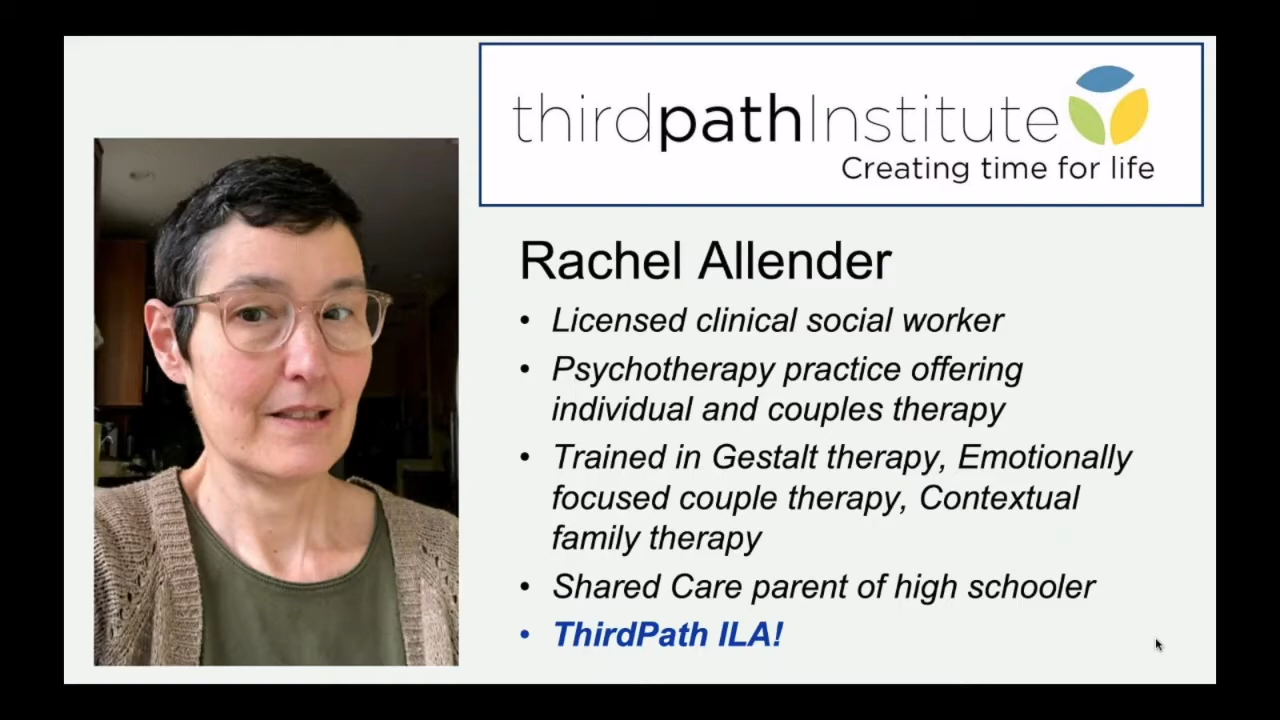 thirdpathInstitute
Creating time for life
Rachel Allender
• Licensed clinical social worker
• Psychotherapy practice offering
individual and couples therapy
• Trained in Gestalt therapy, Emotionally
focused couple therapy, Contextual
family therapy
• Shared Care parent of high schooler
• ThirdPath ILA!